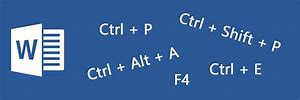 W
Ctrl + P
Ctrl + Shift + P
Ctrl + Alt + A
F4
Ctrl + E